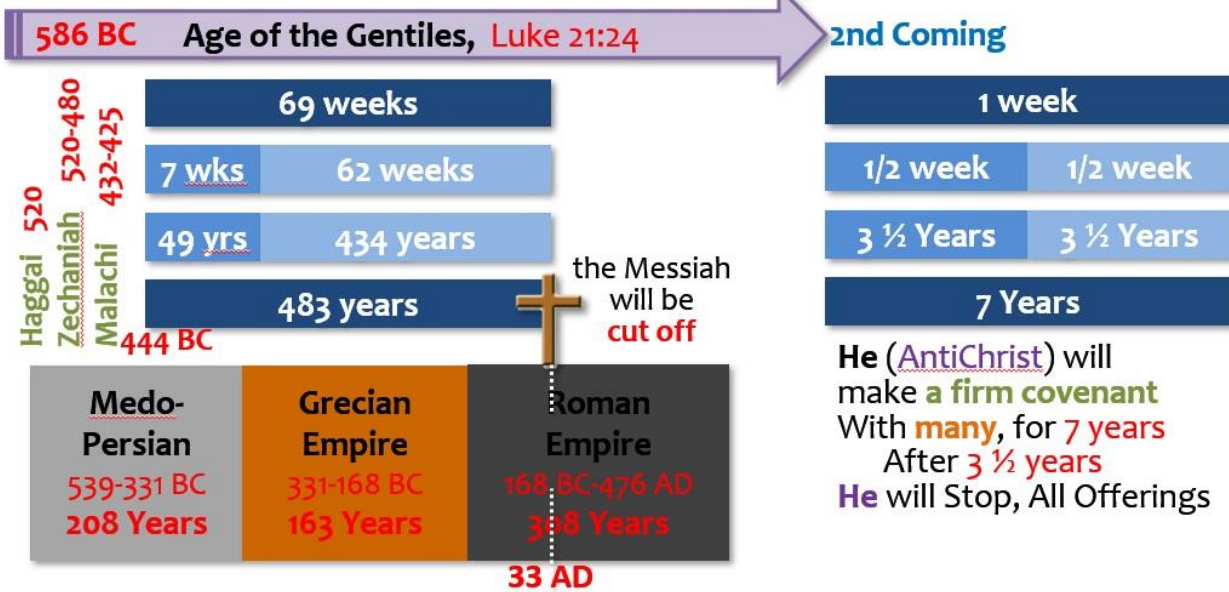 586 BC Age of the Gentiles, Luke 21:24
2nd Coming
Haggai 520
Zechaniah 520-480
Malachi 432-425
69 weeks
7 wks 62 weeks
49 yrs 434 years
483 years
444 BC
the Messiah
will be
cut off
1 week
1/2 week 1/2 week
3 ½ Years 3 ½ Years
7 Years
He (AntiChrist) will
make a firm covenant
With many, for 7 years
After 3 ½ years
He will Stop, All Offerings
Medo-
Persian
539-331 BC
208 Years
Grecian
Empire
331-168 BC
163 Years
Roman
Empire
168 BC-476 AD
308 Years
33 AD